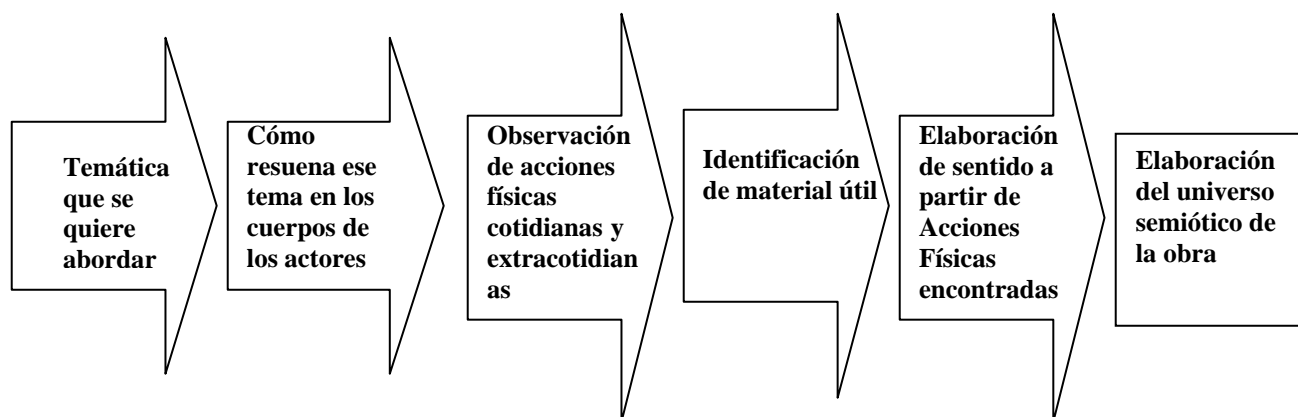 Temática
que se
quiere
abordar
Cómo
resuena ese
tema en los
cuerpos de
los actores
Observación
de acciones
físicas
cotidianas y
extracotidian
as
Identificación
de material útil
Elaboración
de sentido a
partir de
Acciones
Físicas
encontradas
Elaboración
del universo
semiótico de
la obra